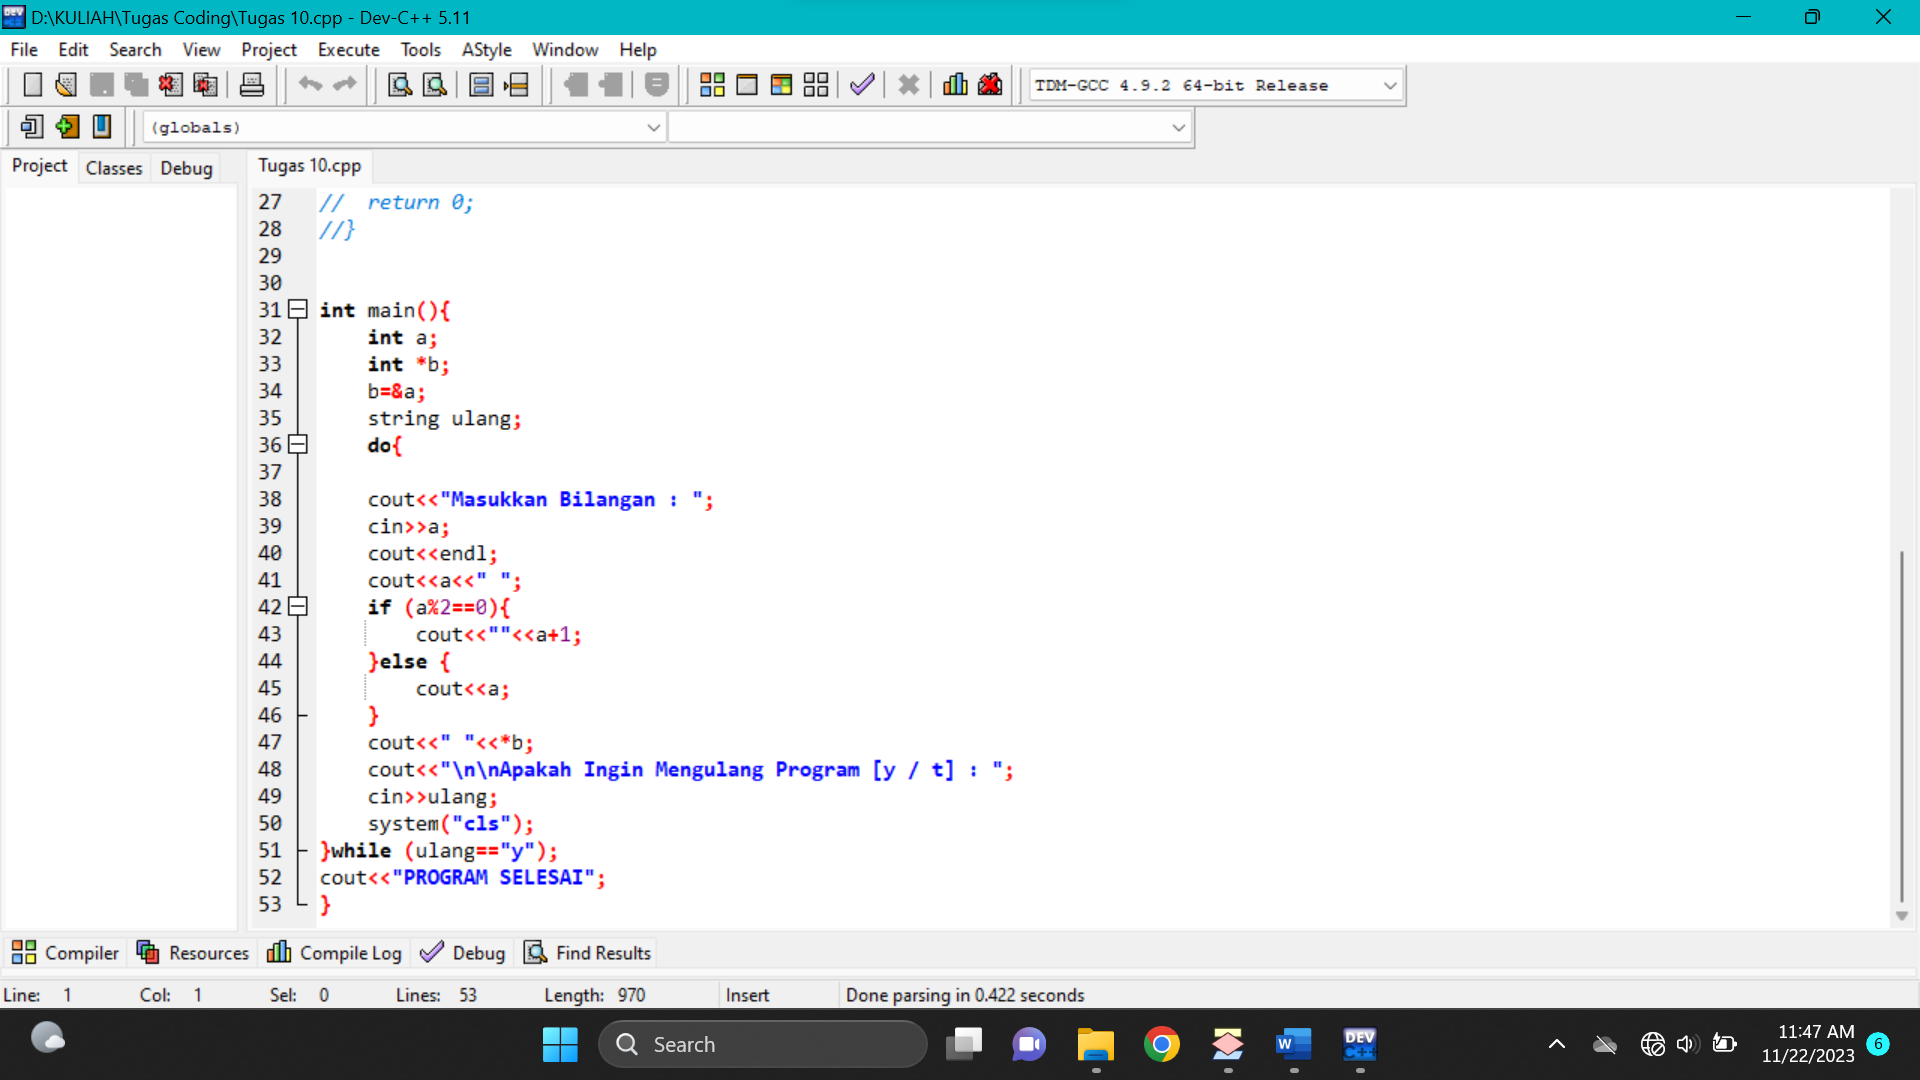 D:\KULIAH\Tugas Coding\Tugas 10.cpp - Dev-C++ 5.11
File Edit Search View Project Execute Tools AStyle Window Help
TDM-GCC 4.9.2 64-bit Release
(globals)
Project Classes Debug Tugas 10.cpp
27 //  return 0;
28 //}
29
30
31 int main(){
32     int a;
33     int *b;
34     b=&a;
35     string ulang;
36     do{
37
38     cout<<"Masukkan Bilangan : ";
39     cin>>a;
40     cout<<endl;
41     cout<<a<<" ";
42     if (a%2==0){
43         cout<<""<<a+1;
44     }else {
45         cout<<a;
46     }
47     cout<<" "<<*b;
48     cout<<"\n\nApakah Ingin Mengulang Program [y / t] : ";
49     cin>>ulang;
50     system("cls");
51 }while (ulang=="y");
52 cout<<"PROGRAM SELESAI";
53 }
Compiler Resources Compile Log Debug Find Results
Line: 1 Col: 1 Sel: 0 Lines: 53 Length: 970 Insert Done parsing in 0.422 seconds
Search
DEV C++
W
11:47 AM
11/22/2023
6